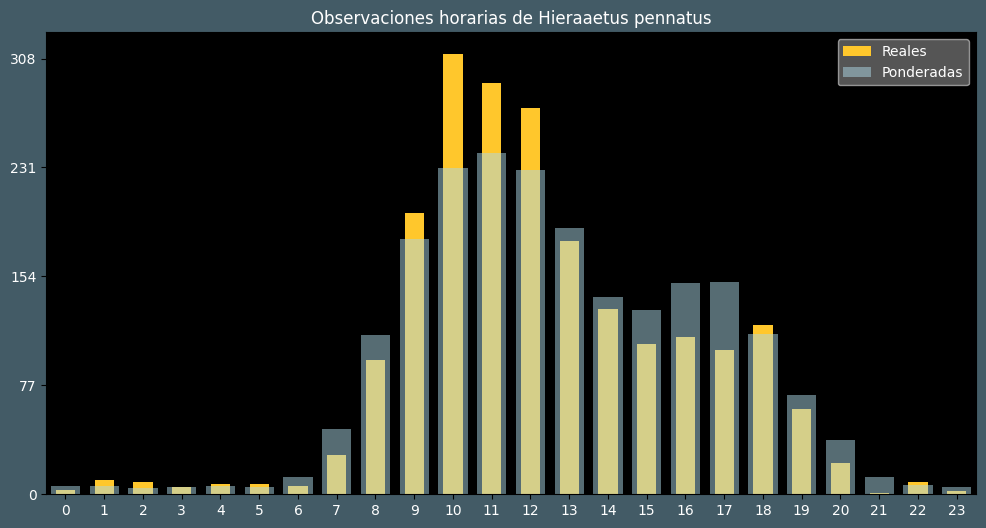 Observaciones horarias de Hieraaetus pennatus
Reales
Ponderadas
308
231
154
77
0
0 1 2 3 4 5 6 7 8 9 10 11 12 13 14 15 16 17 18 19 20 21 22 23